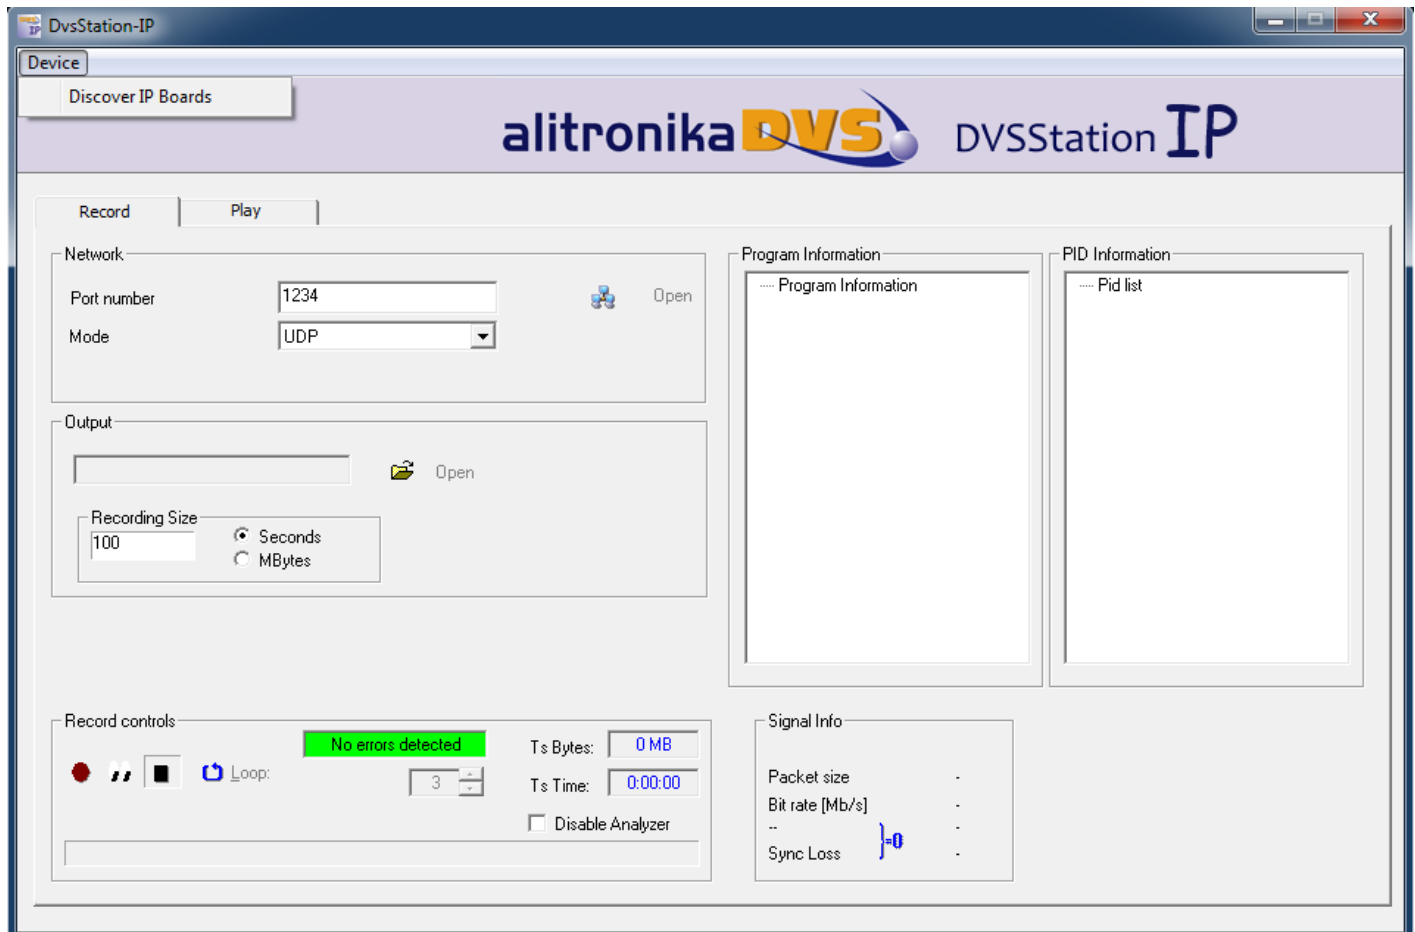 DvsStation-IP
Device
Discover IP Boards
alitronika DVS DVSStation IP
Record Play
Network
Port number 1234 Open
Mode UDP
Output
Open
Recording Size
100 Seconds
MBytes
Program Information
Program Information
PID Information
Pid list
Record controls
No errors detected Ts Bytes: 0 MB
Loop: 3 Ts Time: 0:00:00
Disable Analyzer
Signal Info
Packet size -
Bit rate [Mb/s] -
-- -
}=0
Sync Loss -